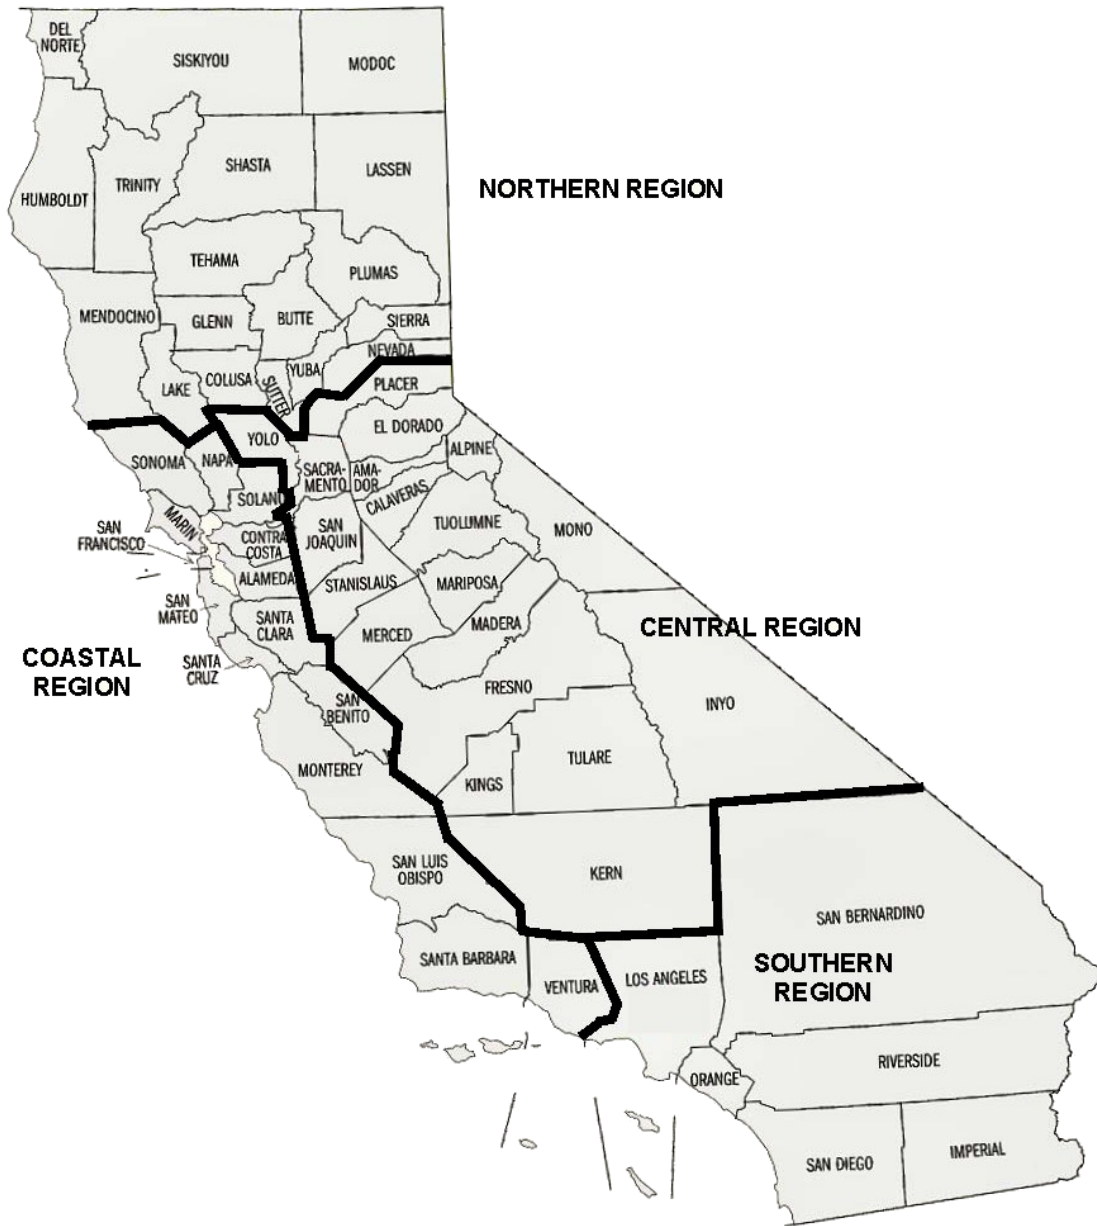 DEL
NORTE
SISKIYOU
MODOC
HUMBOLDT
TRINITY
SHASTA
LASSEN
NORTHERN REGION
TEHAMA
PLUMAS
MENDOCINO
GLENN
BUTTE
SIERRA
NEVADA
LAKE
COLUSA
SUTTER
YUBA
PLACER
SONOMA
NAPA
YOLO
EL DORADO
ALPINE
SACRA-
MENTO
AMA-
DOR
SOLANO
CALAVERAS
MARIN
SAN
FRANCISCO
CONTRA
COSTA
SAN
JOAQUIN
TUOLUMNE
MONO
ALAMEDA
STANISLAUS
MARIPOSA
SAN
MATEO
SANTA
CLARA
MERCED
MADERA
CENTRAL REGION
COASTAL
REGION
SANTA
CRUZ
SAN
BENITO
FRESNO
INYO
MONTEREY
KINGS
TULARE
SAN LUIS
OBISPO
KERN
SAN BERNARDINO
SANTA BARBARA
VENTURA
LOS ANGELES
SOUTHERN
REGION
ORANGE
RIVERSIDE
SAN DIEGO
IMPERIAL